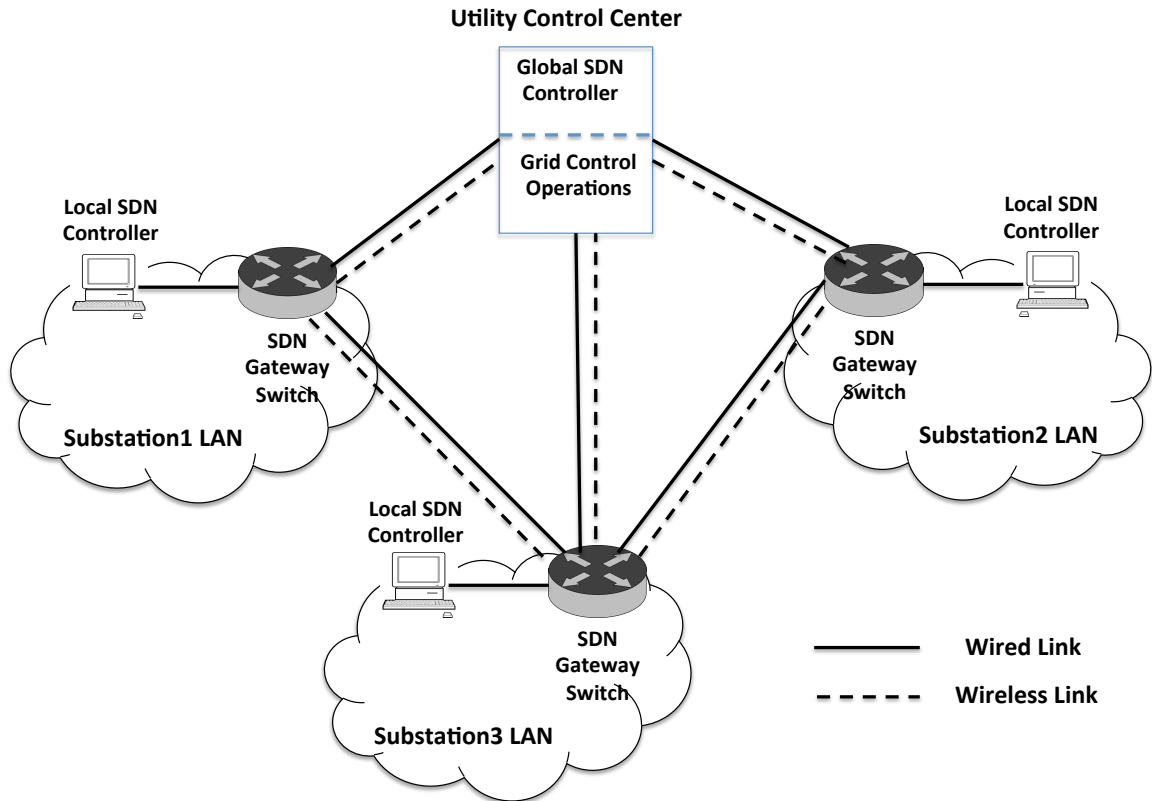 Utility Control Center
Global SDN
Controller
Grid Control
Operations
Local SDN
Controller
SDN
Gateway
Switch
Substation1 LAN
Local SDN
Controller
SDN
Gateway
Switch
Substation2 LAN
Local SDN
Controller
SDN
Gateway
Switch
Substation3 LAN
Wired Link
Wireless Link